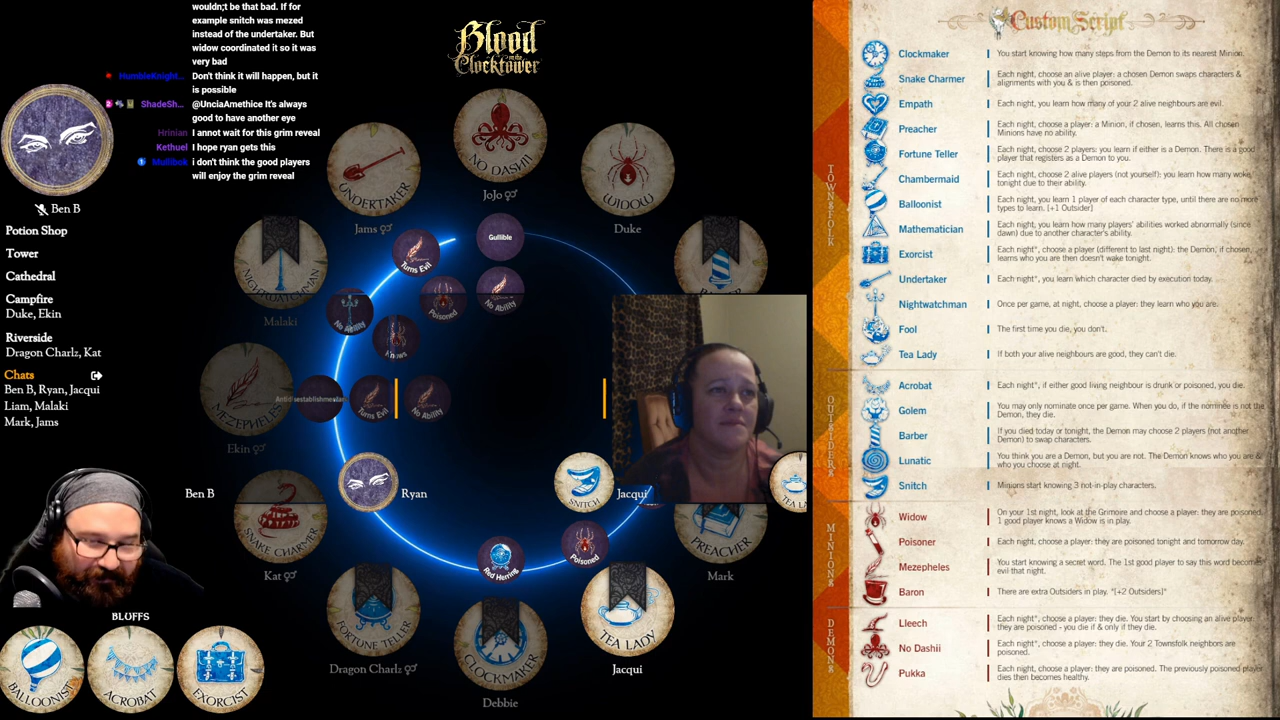 wouldn;t be that bad. If for
example snitch was mezed
instead of the undertaker. But
widow coordinated it so it was
very bad
HumbleKnight... Don't think it will happen, but it
is possible
ShadeSh... @UnciaAmethice It's always
good to have another eye
Hrinian I annot wait for this grim reveal
Kethuel I hope ryan gets this
Mullibok i don't think the good players
will enjoy the grim reveal
Ben B
Potion Shop
Tower
Cathedral
Campfire
Duke, Ekin
Riverside
Dragon Charlz, Kat
Chats
Ben B, Ryan, Jacqui
Liam, Malaki
Mark, Jams
BLUFFS
BALLOONIST
ACROBAT
EXORCIST
Blood
on the
Clocktower
NO DASHII
JoJo
UNDERTAKER
Jams
WIDOW
Duke
NIGHTWATCHMAN
Malaki
Turns Evil
Gullible
Poisoned
No Ability
No Ability
Knows
MEZEPHELES
Ekin
Turns Evil
No Ability
Ben B
Ryan
SNITCH
Jacqui
SNAKE CHARMER
Kat
Red Herring
Poisoned
PREACHER
Mark
FORTUNE TELLER
Dragon Charlz
CLOCKMAKER
Debbie
TEA LADY
Jacqui
Custom Script
TOWNSFOLK
Clockmaker You start knowing how many steps from the Demon to its nearest Minion.
Snake Charmer Each night, choose an alive player: a chosen Demon swaps characters &
alignments with you & is then poisoned.
Empath Each night, you learn how many of your 2 alive neighbours are evil.
Preacher Each night, choose a player: a Minion, if chosen, learns this. All chosen
Minions have no ability.
Fortune Teller Each night, choose 2 players: you learn if either is a Demon. There is a good
player that registers as a Demon to you.
Chambermaid Each night, choose 2 alive players (not yourself): you learn how many woke
tonight due to their ability.
Balloonist Each night, you learn 1 player of each character type, until there are no more
types to learn. [+1 Outsider]
Mathematician Each night, you learn how many players' abilities worked abnormally (since
dawn) due to another character's ability.
Exorcist Each night*, choose a player (different to last night): the Demon, if chosen,
learns who you are then doesn't wake tonight.
Undertaker Each night*, you learn which character died by execution today.
Nightwatchman Once per game, at night, choose a player: they learn who you are.
Fool The first time you die, you don't.
Tea Lady If both your alive neighbours are good, they can't die.
OUTSIDERS
Acrobat Each night*, if either good living neighbour is drunk or poisoned, you die.
Golem You may only nominate once per game. When you do, if the nominee is not the
Demon, they die.
Barber If you died today or tonight, the Demon may choose 2 players (not another
Demon) to swap characters.
Lunatic You think you are a Demon, but you are not. The Demon knows who you are &
who you choose at night.
Snitch Minions start knowing 3 not-in-play characters.
MINIONS
Widow On your 1st night, look at the Grimoire and choose a player: they are poisoned.
1 good player knows a Widow is in play.
Poisoner Each night, choose a player: they are poisoned tonight and tomorrow day.
Mezepheles You start knowing a secret word. The 1st good player to say this word becomes
evil that night.
Baron There are extra Outsiders in play. *[+2 Outsiders]*
DEMONS
Lleech Each night*, choose a player: they die. You start by choosing an alive player:
they are poisoned - you die if & only if they die.
No Dashii Each night*, choose a player: they die. Your 2 Townsfolk neighbors are
poisoned.
Pukka Each night, choose a player: they are poisoned. The previously poisoned player
dies then becomes healthy.